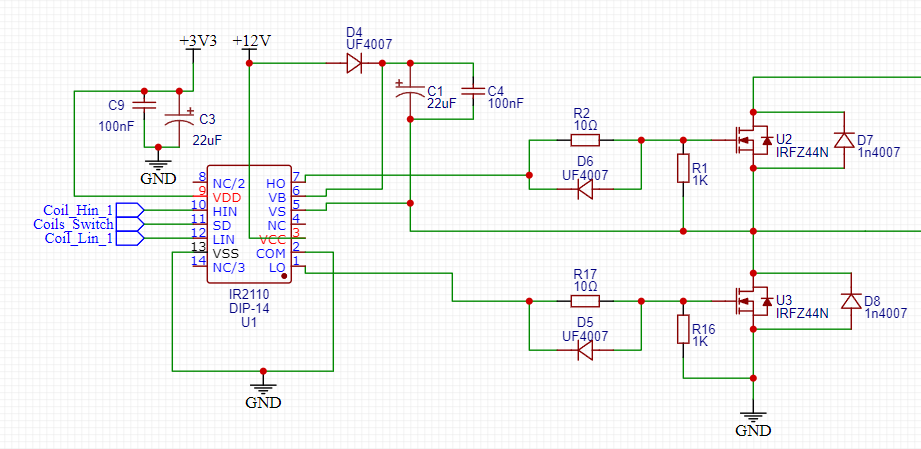 +3V3
+12V
D4
UF4007
C9
100nF
C3
22uF
C1
22uF
C4
100nF
GND
R2
10Ω
D6
UF4007
R1
1K
U2
IRFZ44N
D7
1n4007
8 NC/2 HO 7
9 VDD VB 6
10 HIN VS 5
11 SD NC 4
12 LIN VCC 3
13 VSS COM 2
14 NC/3 LO 1
Coil_Hin_1
Coils_Switch
Coil_Lin_1
IR2110
DIP-14
U1
GND
R17
10Ω
D5
UF4007
R16
1K
U3
IRFZ44N
D8
1n4007
GND